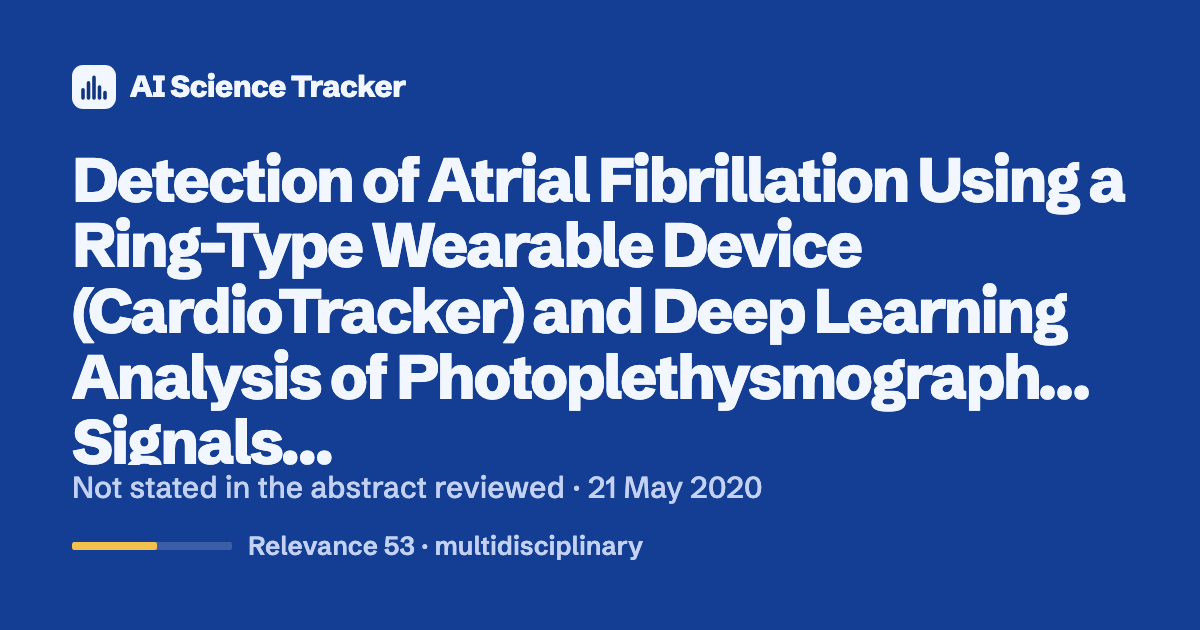 AI Science Tracker
Detection of Atrial Fibrillation Using a
Ring-Type Wearable Device
(CardioTracker) and Deep Learning
Analysis of Photoplethysmograph...
Signals...
Not stated in the abstract reviewed · 21 May 2020
Relevance 53 · multidisciplinary